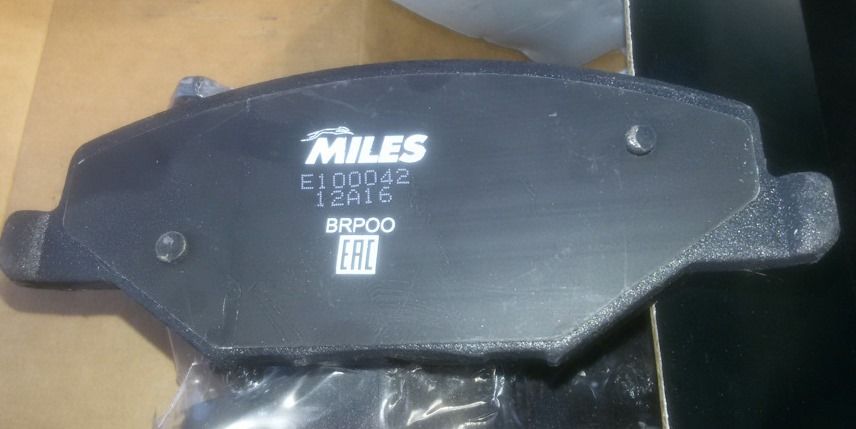 MILES
E100042
12A16
BRPOO
EAC